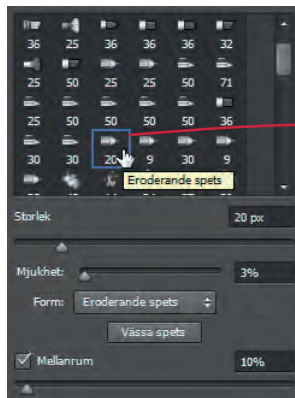 36 25 36 36 36 32
25 50 25 25 50 71
25 50 50 50 50 36
30 30 20 9 30 9
Eroderande spets
Storlek 20 px
Mjukhet: 3%
Form: Eroderande spets
Vässa spets
Mellanrum 10%